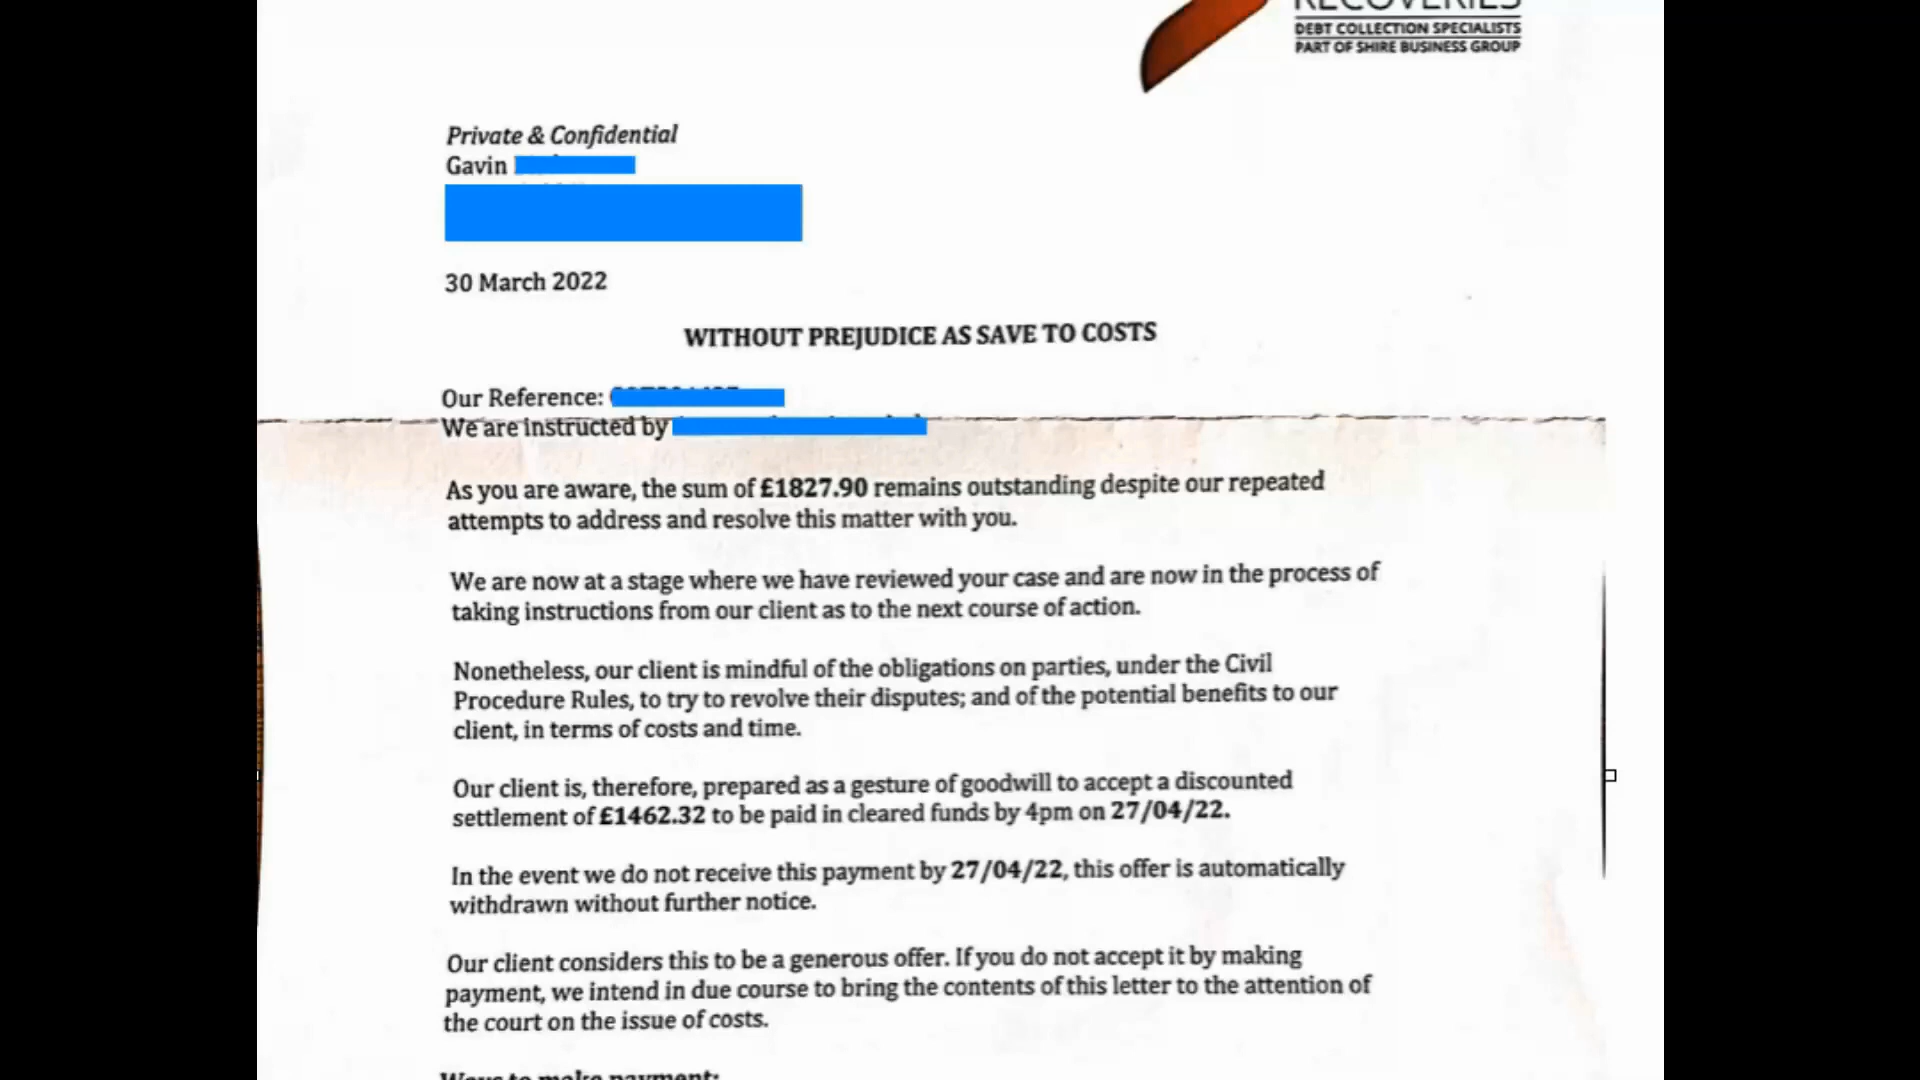 RECOVERIES
DEBT COLLECTION SPECIALISTS
PART OF SHIRE BUSINESS GROUP
Private & Confidential
Gavin
30 March 2022
WITHOUT PREJUDICE AS SAVE TO COSTS
Our Reference:
We are instructed by
As you are aware, the sum of £1827.90 remains outstanding despite our repeated
attempts to address and resolve this matter with you.
We are now at a stage where we have reviewed your case and are now in the process of
taking instructions from our client as to the next course of action.
Nonetheless, our client is mindful of the obligations on parties, under the Civil
Procedure Rules, to try to revolve their disputes; and of the potential benefits to our
client, in terms of costs and time.
Our client is, therefore, prepared as a gesture of goodwill to accept a discounted
settlement of £1462.32 to be paid in cleared funds by 4pm on 27/04/22.
In the event we do not receive this payment by 27/04/22, this offer is automatically
withdrawn without further notice.
Our client considers this to be a generous offer. If you do not accept it by making
payment, we intend in due course to bring the contents of this letter to the attention of
the court on the issue of costs.
Ways to make payment: